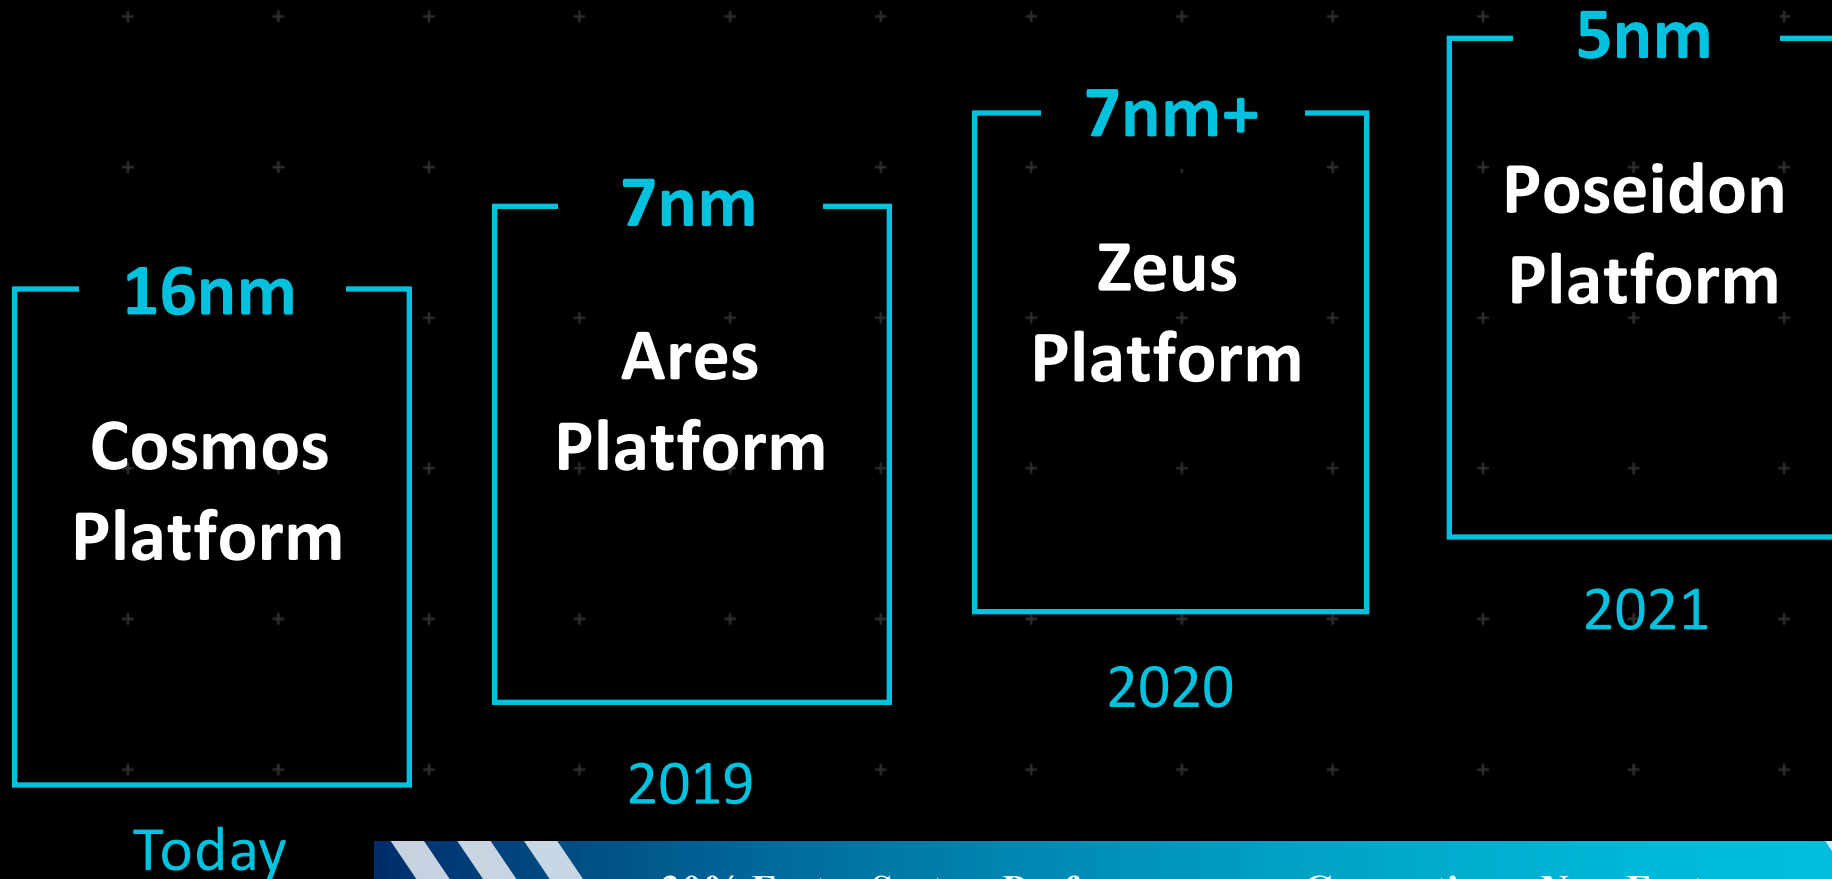 16nm
Cosmos
Platform
Today
7nm
Ares
Platform
2019
7nm+
Zeus
Platform
2020
5nm
Poseidon
Platform
2021